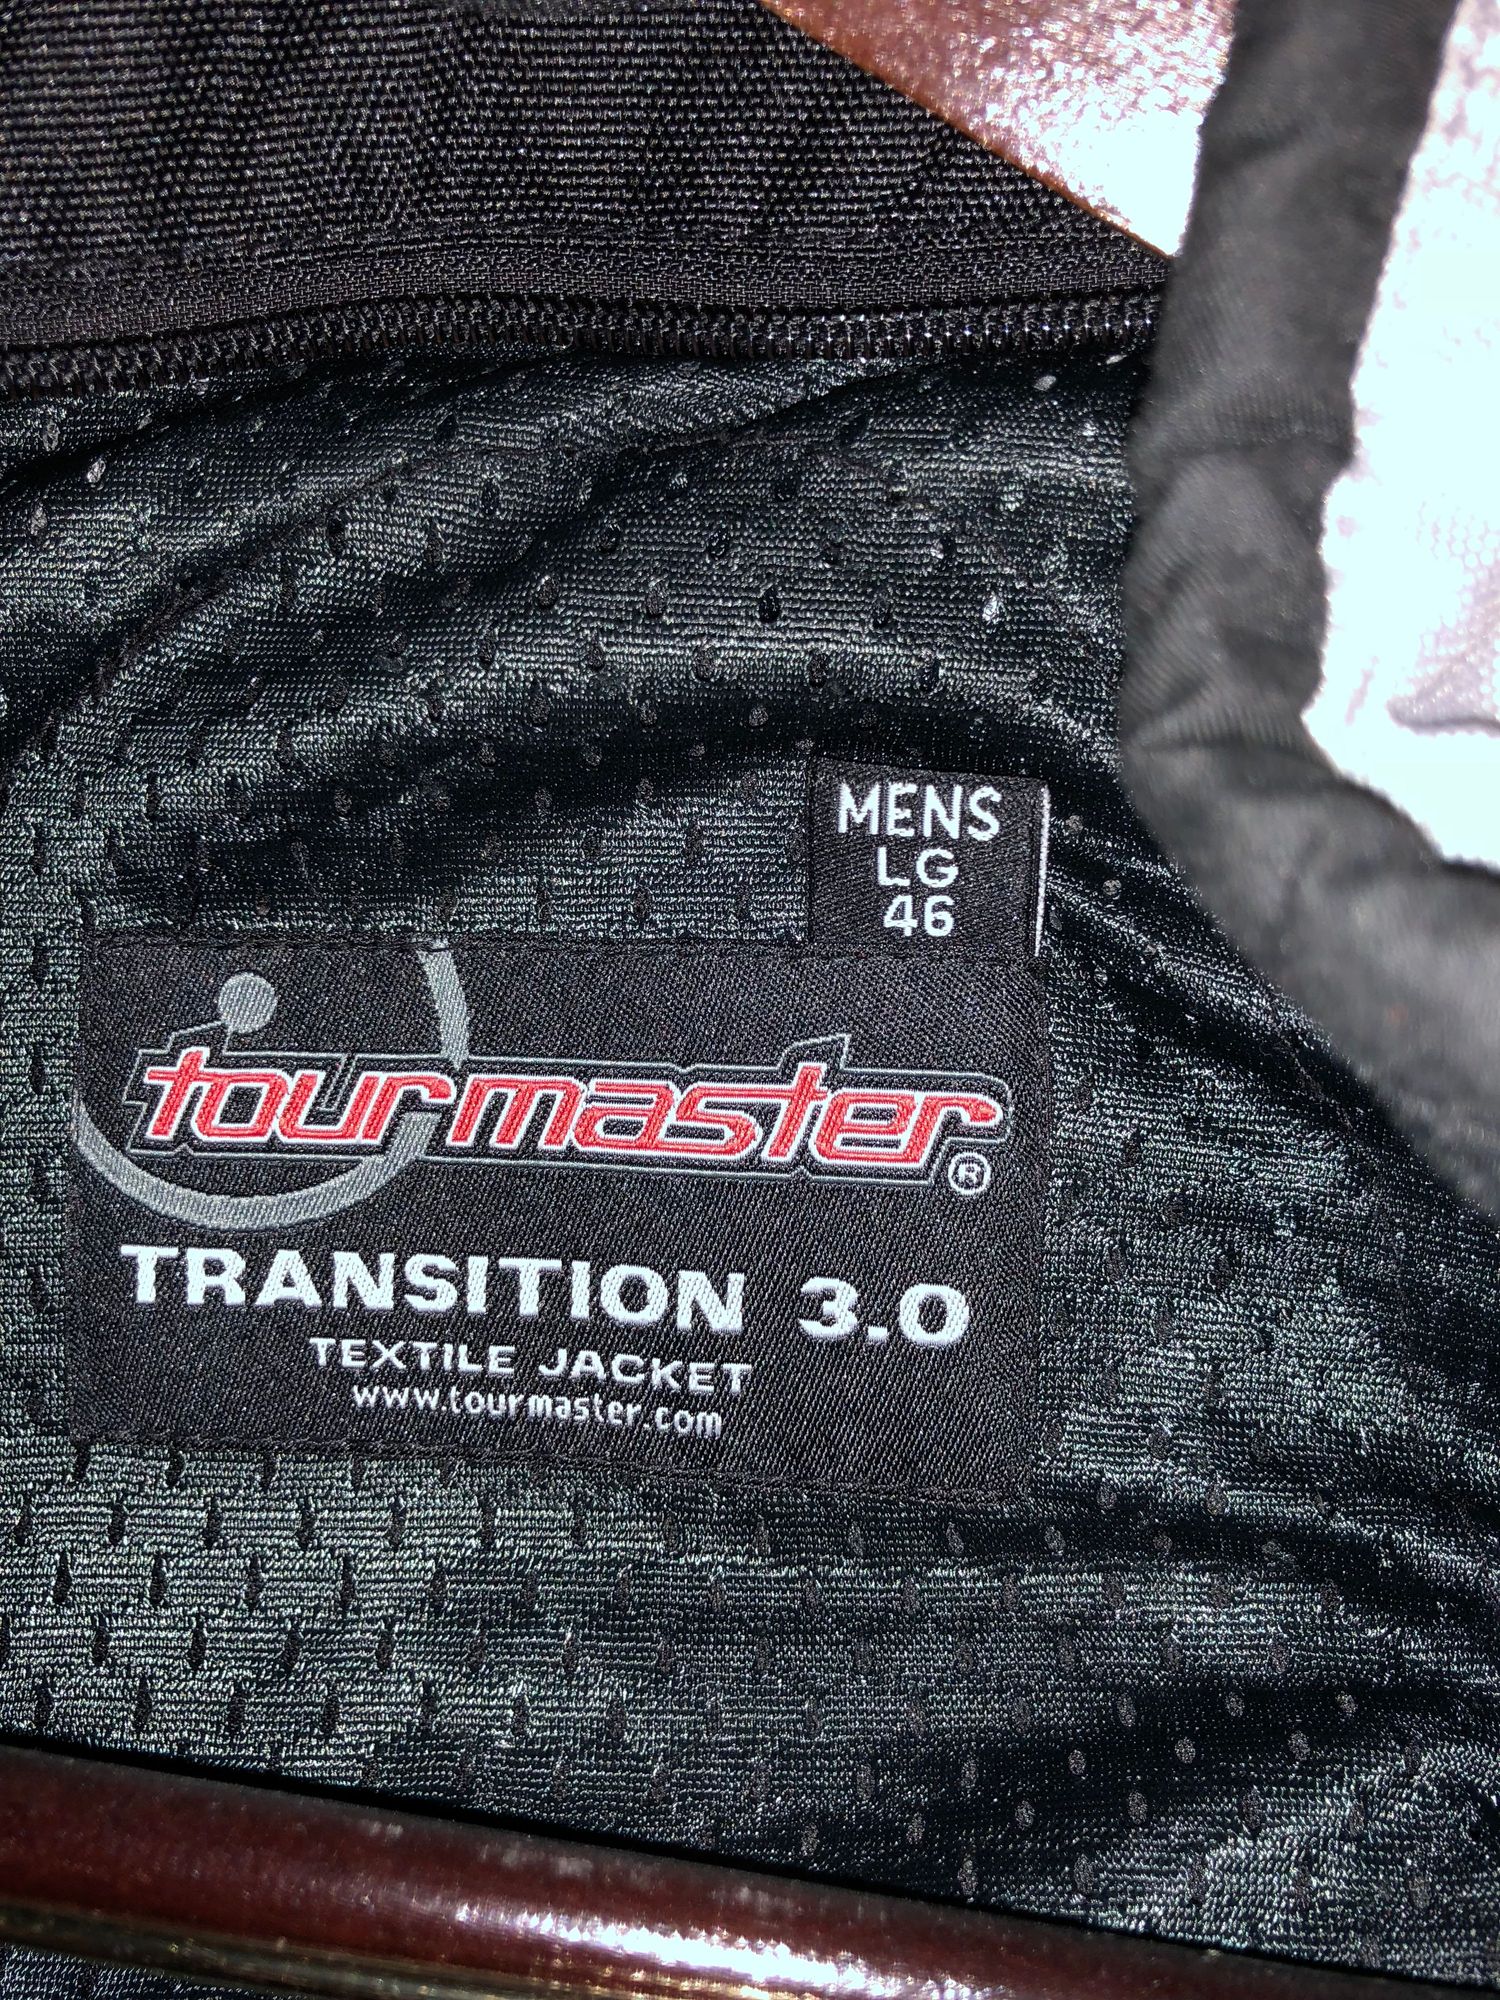 MENS
LG
46
tourmaster®
TRANSITION 3.0
TEXTILE JACKET
www.tourmaster.com